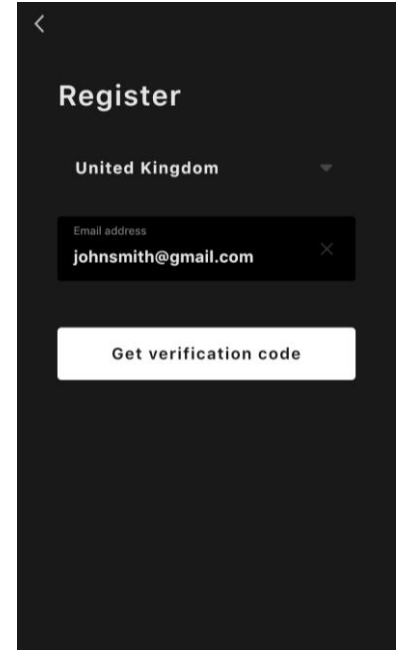 Register
United Kingdom
Email address
johnsmith@gmail.com
Get verification code